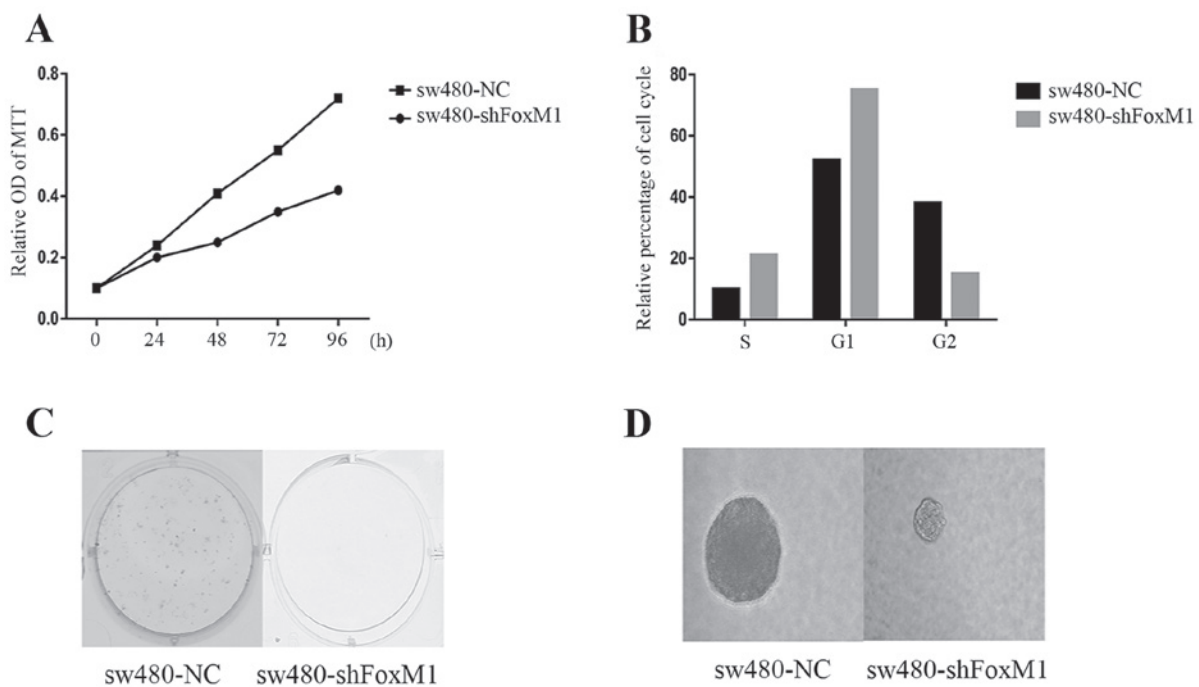 A
Relative OD of MTT
0.8
0.6
0.4
0.2
0.0
0 24 48 72 96 (h)
sw480-NC
sw480-shFoxM1
B
Relative percentage of cell cycle
80
60
40
20
0
S G1 G2
sw480-NC
sw480-shFoxM1
C
sw480-NC sw480-shFoxM1
D
sw480-NC sw480-shFoxM1